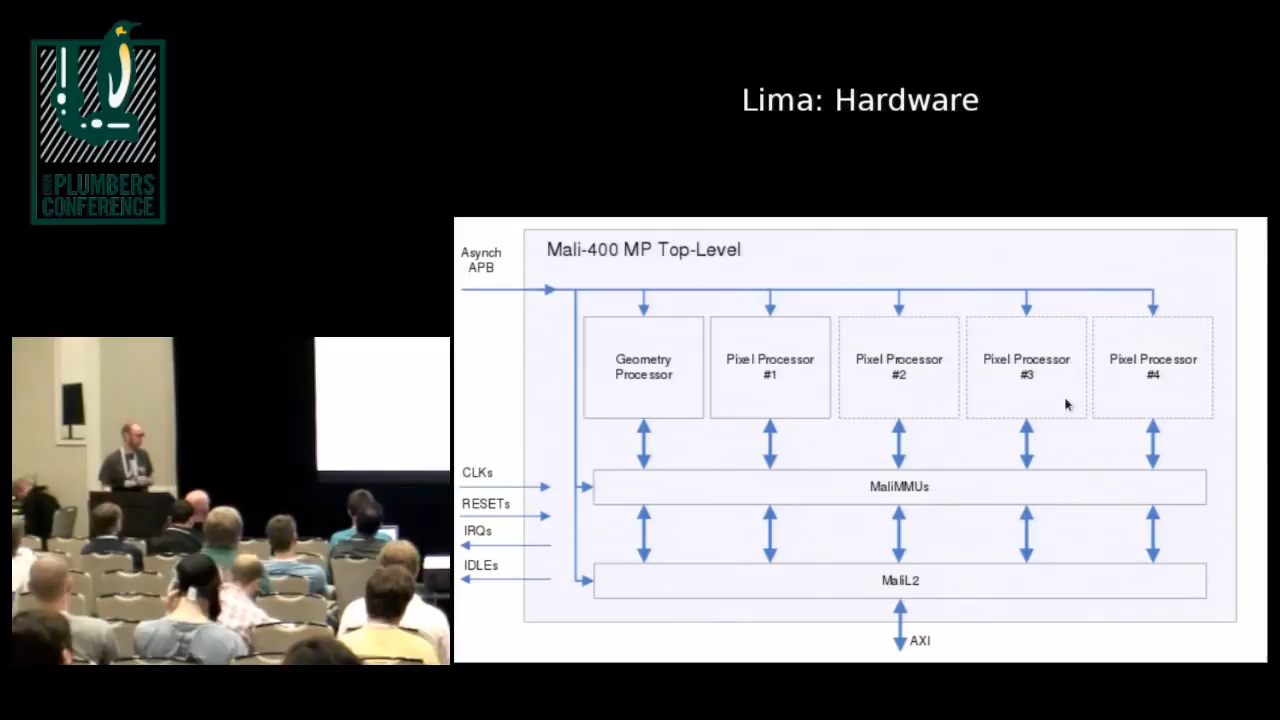 LINUX
PLUMBERS
CONFERENCE
Lima: Hardware
Mali-400 MP Top-Level
Asynch
APB
Geometry
Processor
Pixel Processor
#1
Pixel Processor
#2
Pixel Processor
#3
Pixel Processor
#4
CLKs
RESETs
IRQs
IDLEs
MaliMMUs
MaliL2
AXI